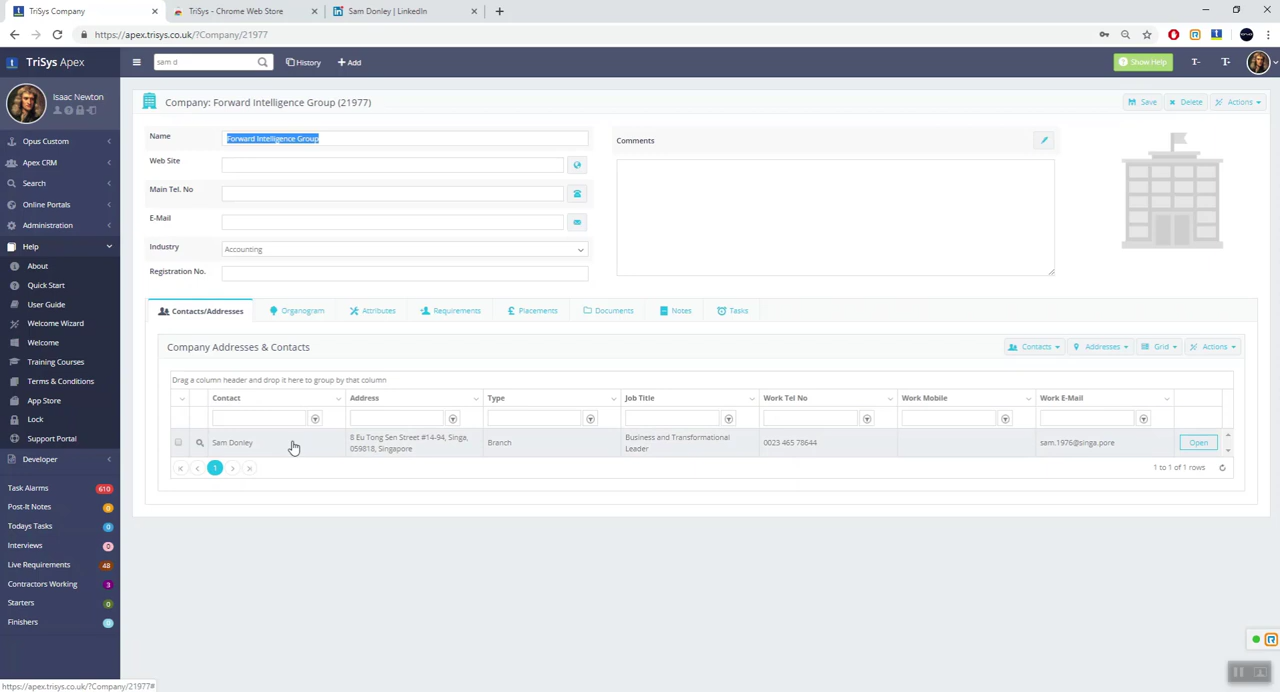 TriSys Company
TriSys - Chrome Web Store
Sam Donley | LinkedIn
https://apex.trisys.co.uk/?Company/21977
TriSys Apex
sam d
History
Add
Show Help
Isaac Newton
Company: Forward Intelligence Group (21977)
Save
Delete
Actions
Opus Custom
Apex CRM
Search
Online Portals
Administration
Help
About
Quick Start
User Guide
Welcome Wizard
Welcome
Training Courses
Terms & Conditions
App Store
Lock
Support Portal
Developer
Task Alarms 610
Post-It Notes 0
Todays Tasks 0
Interviews 0
Live Requirements 48
Contractors Working 3
Starters 0
Finishers 0
Name
Forward Intelligence Group
Web Site
Main Tel. No
E-Mail
Industry
Accounting
Registration No.
Comments
Contacts/Addresses
Organogram
Attributes
Requirements
Placements
Documents
Notes
Tasks
Company Addresses & Contacts
Contacts
Addresses
Grid
Actions
Drag a column header and drop it here to group by that column
Contact
Address
Type
Job Title
Work Tel No
Work Mobile
Work E-Mail
Sam Donley
8 Eu Tong Sen Street #14-94, Singa,
059818, Singapore
Branch
Business and Transformational
Leader
0023 465 78644
sam.1976@singa.pore
Open
1
1 to 1 of 1 rows
https://apex.trisys.co.uk/?Company/21977#